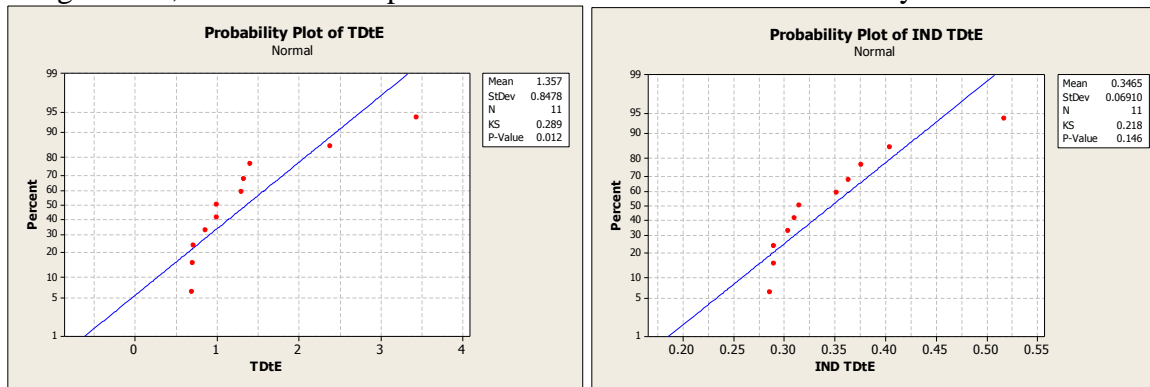 Probability Plot of TDtE
Normal
99
95
90
80
70
60
50
40
30
20
10
5
1
Percent
0
1
2
3
4
TDtE
Mean 1.357
StDev 0.8478
N 11
KS 0.289
P-Value 0.012
Probability Plot of IND TDtE
Normal
99
95
90
80
70
60
50
40
30
20
10
5
1
Percent
0.20
0.25
0.30
0.35
0.40
0.45
0.50
0.55
IND TDtE
Mean 0.3465
StDev 0.06910
N 11
KS 0.218
P-Value 0.146